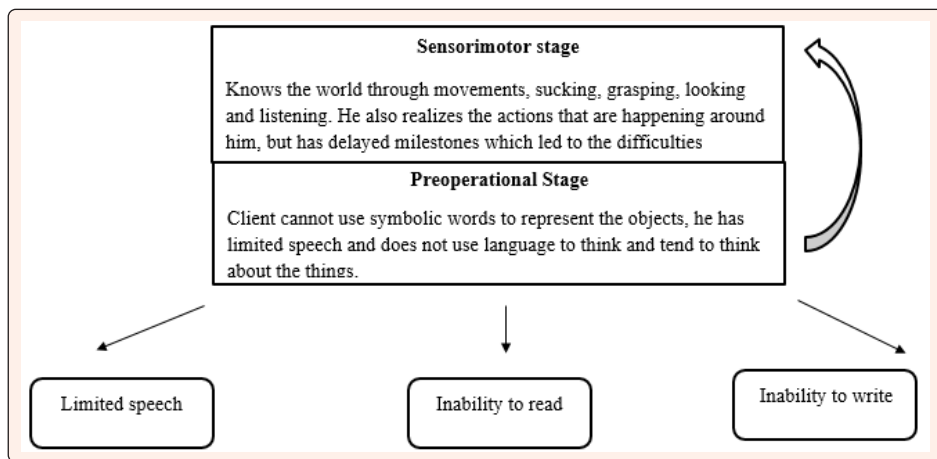 Sensorimotor stage
Knows the world through movements, sucking, grasping, looking
and listening. He also realizes the actions that are happening around
him, but has delayed milestones which led to the difficulties
Preoperational Stage
Client cannot use symbolic words to represent the objects, he has
limited speech and does not use language to think and tend to think
about the things.
Limited speech
Inability to read
Inability to write